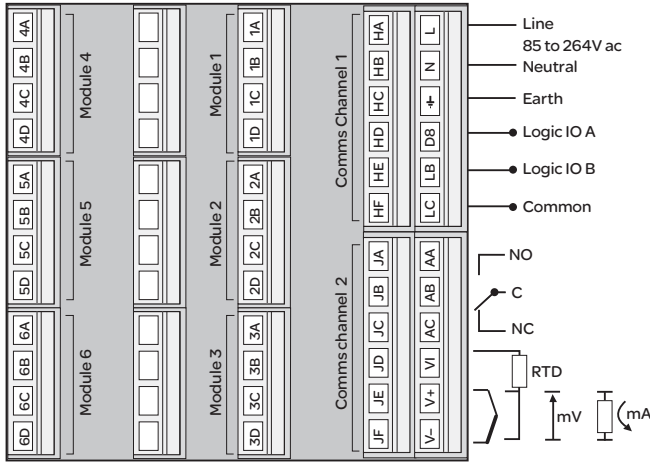 4A
4B
4C
4D
Module 4
5A
5B
5C
5D
Module 5
6A
6B
6C
6D
Module 6
Module 1
1A
1B
1C
1D
Module 2
2A
2B
2C
2D
Module 3
3A
3B
3C
3D
Comms Channel 1
HA
HB
HC
HD
HE
HF
Comms channel 2
JA
JB
JC
JD
JE
JF
L
N
D8
LB
LC
AA
AB
AC
VI
V+
V–
Line
85 to 264V ac
Neutral
Earth
Logic IO A
Logic IO B
Common
NO
C
NC
RTD
mV
mA